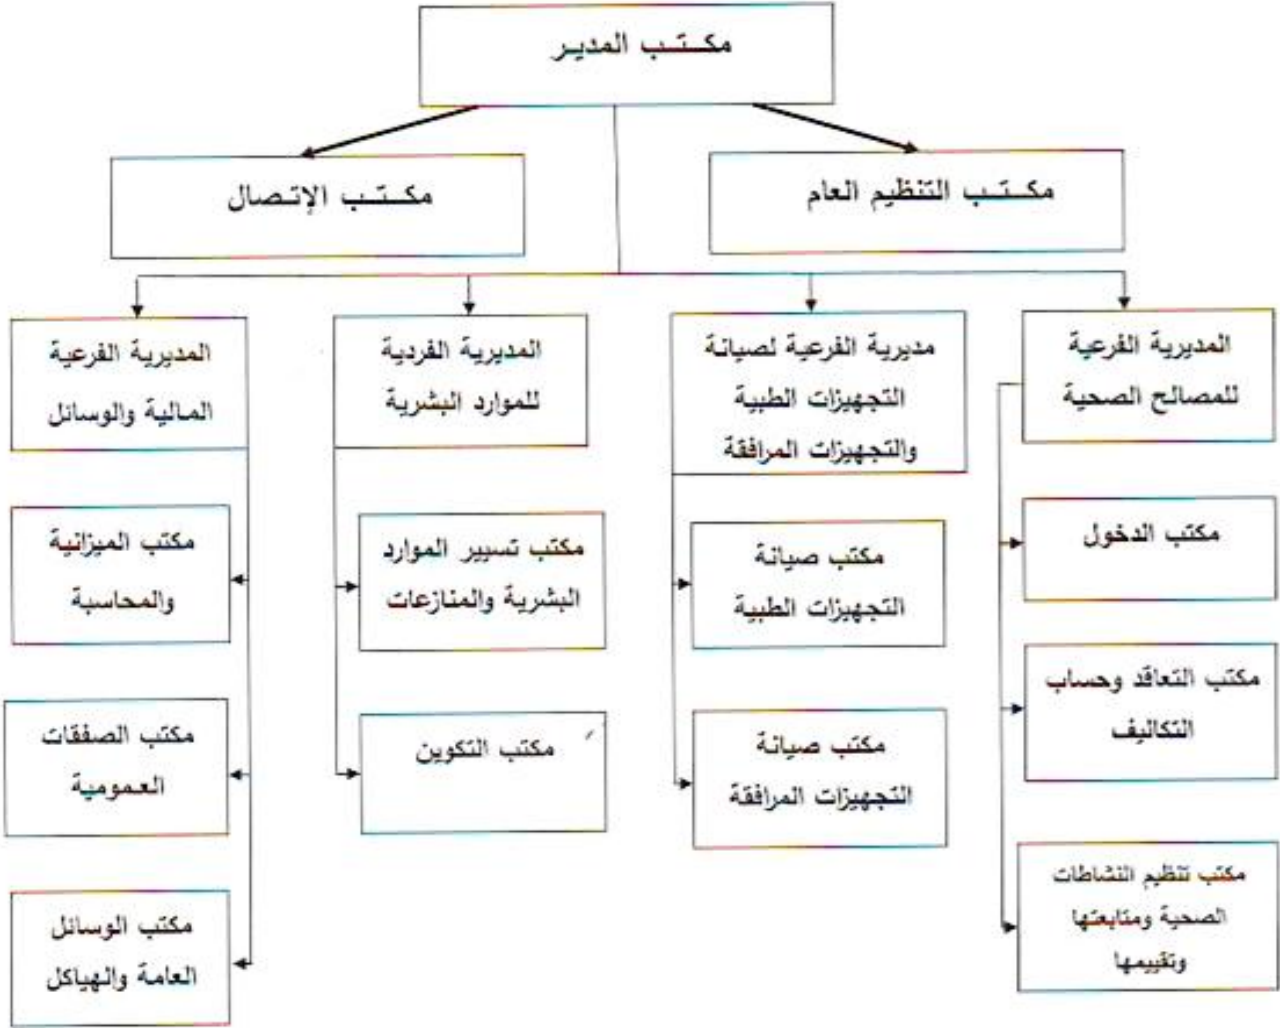 مكتب المدير
مكتب التنظيم العام
مكتب الإتصال
المديرية الفرعية
للمصالح الصحية
مديرية الفرعية لصيانة
التجهيزات الطبية
والتجهيزات المرافقة
المديرية الفردية
للموارد البشرية
المديرية الفرعية
المالية والوسائل
مكتب الدخول
مكتب التعاقد وحساب
التكاليف
مكتب تنظيم النشاطات
الصحية ومتابعتها
وتقييمها
مكتب صيانة
التجهيزات الطبية
مكتب صيانة
التجهيزات المرافقة
مكتب تسيير الموارد
البشرية والمنازعات
مكتب التكوين
مكتب الميزانية
والمحاسبة
مكتب الصفقات
العمومية
مكتب الوسائل
العامة والهياكل